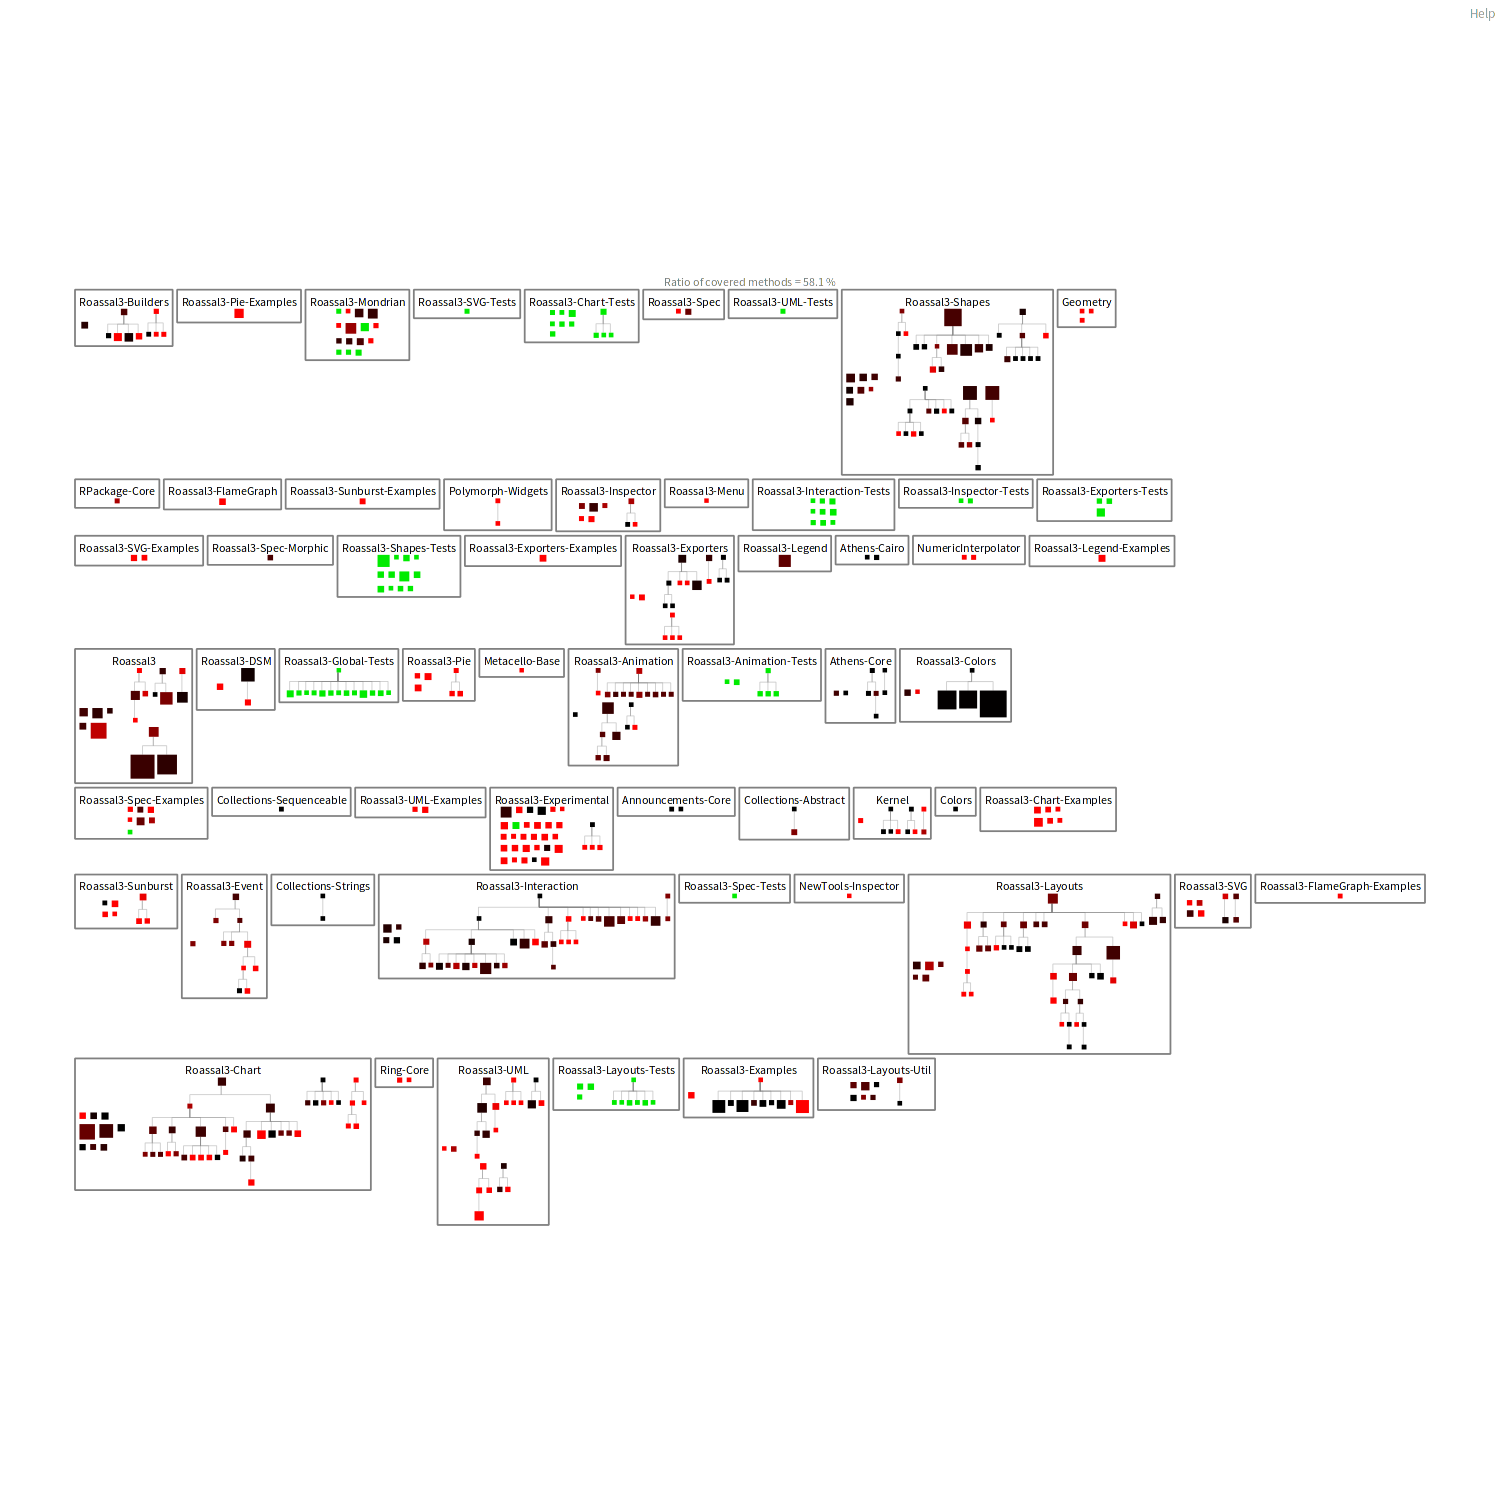 Help
Ratio of covered methods = 58.1 %
Roassal3-Builders Roassal3-Pie-Examples Roassal3-Mondrian Roassal3-SVG-Tests Roassal3-Chart-Tests Roassal3-Spec Roassal3-UML-Tests Roassal3-Shapes Geometry
RPackage-Core Roassal3-FlameGraph Roassal3-Sunburst-Examples Polymorph-Widgets Roassal3-Inspector Roassal3-Menu Roassal3-Interaction-Tests Roassal3-Inspector-Tests Roassal3-Exporters-Tests
Roassal3-SVG-Examples Roassal3-Spec-Morphic Roassal3-Shapes-Tests Roassal3-Exporters-Examples Roassal3-Exporters Roassal3-Legend Athens-Cairo NumericInterpolator Roassal3-Legend-Examples
Roassal3 Roassal3-DSM Roassal3-Global-Tests Roassal3-Pie Metacello-Base Roassal3-Animation Roassal3-Animation-Tests Athens-Core Roassal3-Colors
Roassal3-Spec-Examples Collections-Sequenceable Roassal3-UML-Examples Roassal3-Experimental Announcements-Core Collections-Abstract Kernel Colors Roassal3-Chart-Examples
Roassal3-Sunburst Roassal3-Event Collections-Strings Roassal3-Interaction Roassal3-Spec-Tests NewTools-Inspector Roassal3-Layouts Roassal3-SVG Roassal3-FlameGraph-Examples
Roassal3-Chart Ring-Core Roassal3-UML Roassal3-Layouts-Tests Roassal3-Examples Roassal3-Layouts-Util